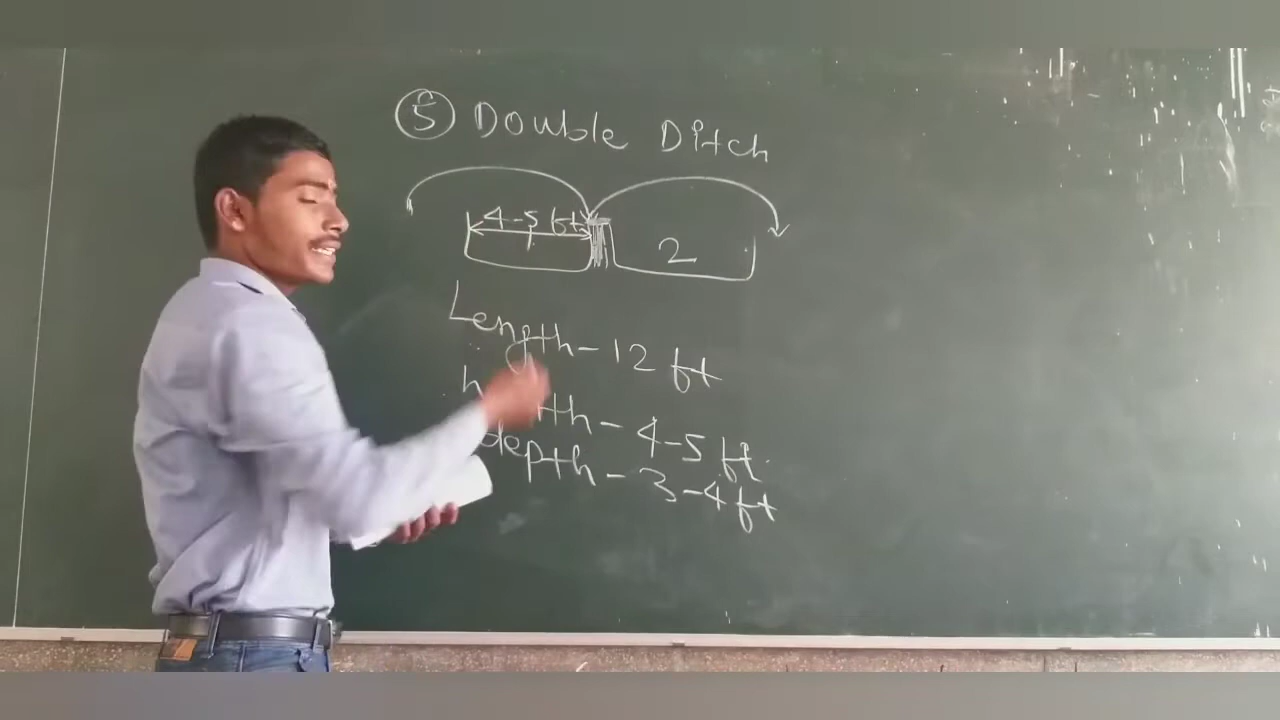 ⑤ Double Ditch
4-5 ft
1 2
Length - 12 ft
- 4-5 ft.
depth - 3-4 ft